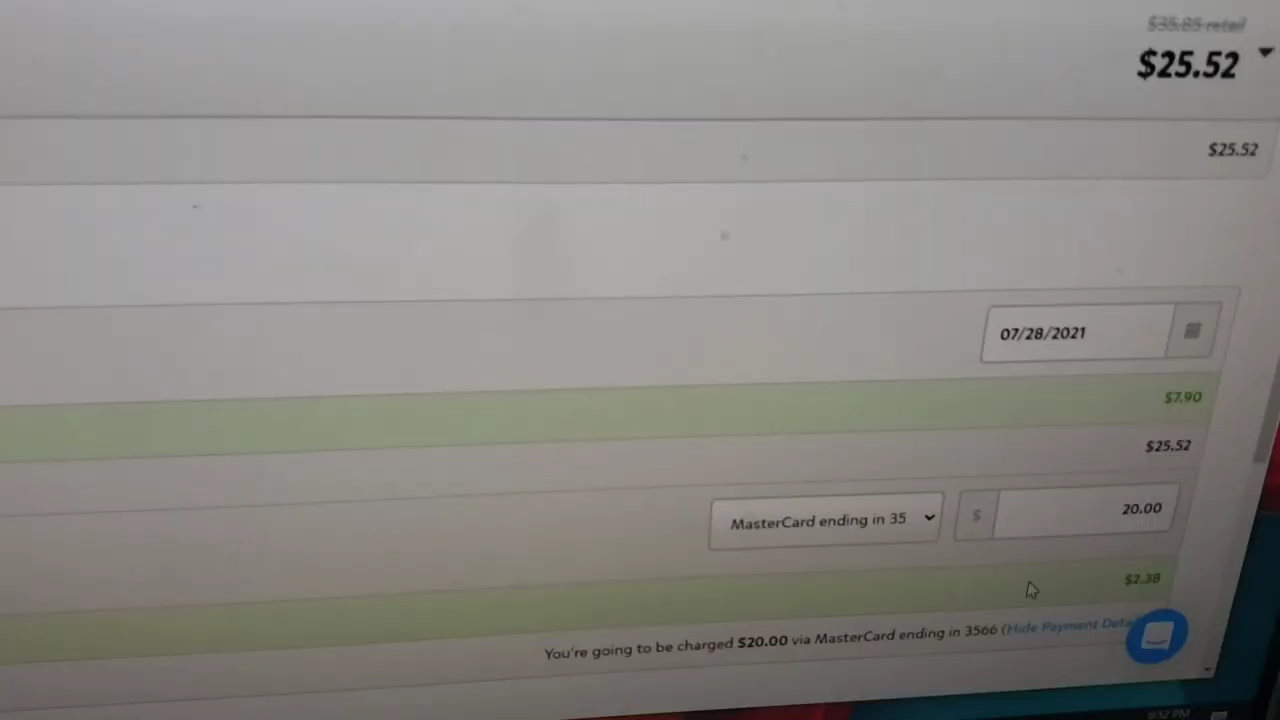 $35.85 retail
$25.52
$25.52
07/28/2021
$7.90
$25.52
MasterCard ending in 35
$ 20.00
$2.38
You're going to be charged $20.00 via MasterCard ending in 3566 (Hide Payment